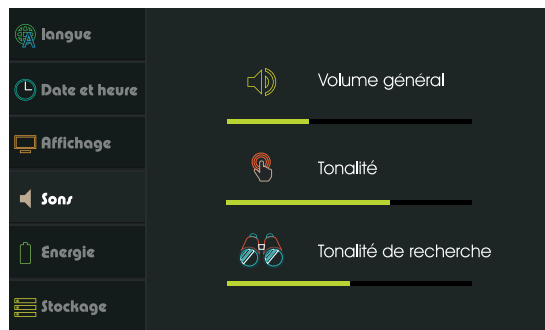 langue
Date et heure
Affichage
Sons
Energie
Stockage
Volume général
Tonalité
Tonalité de recherche